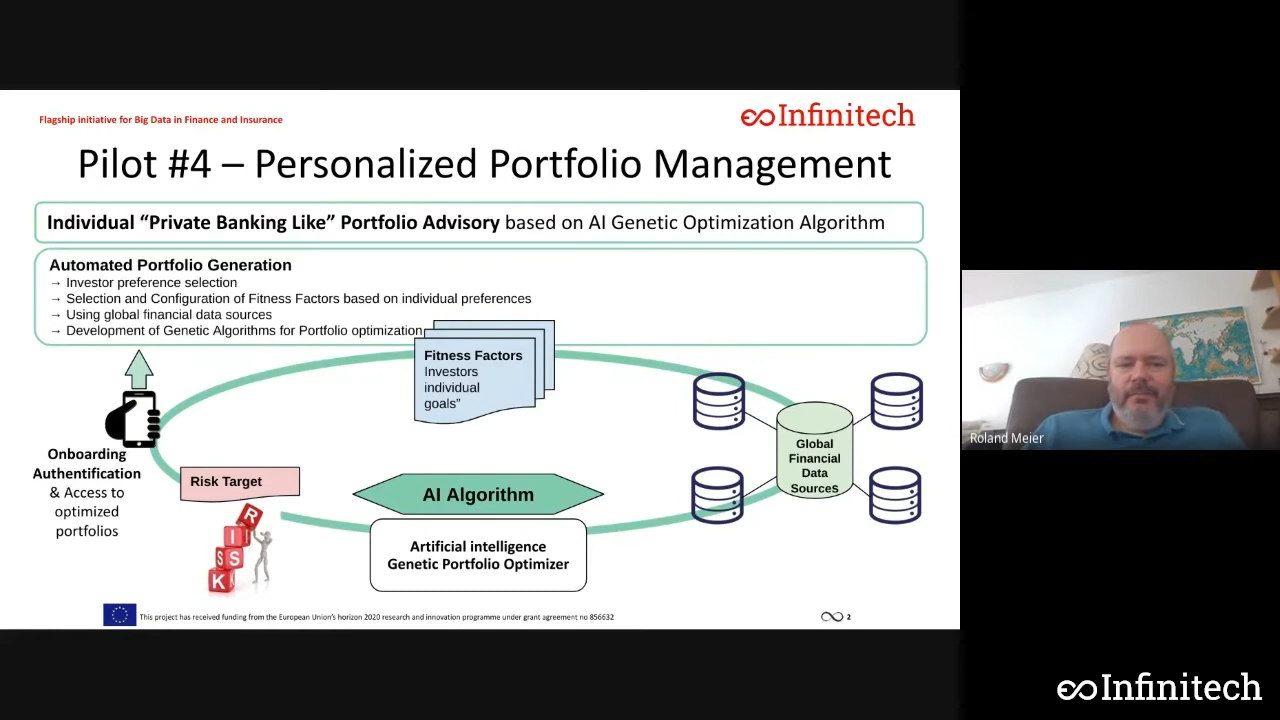 Flagship initiative for Big Data in Finance and Insurance
Infinitech
Pilot #4 – Personalized Portfolio Management
Individual “Private Banking Like” Portfolio Advisory based on AI Genetic Optimization Algorithm
Automated Portfolio Generation
→ Investor preference selection
→ Selection and Configuration of Fitness Factors based on individual preferences
→ Using global financial data sources
→ Development of Genetic Algorithms for Portfolio optimization
Fitness Factors
Investors
individual
goals”
Onboarding
Authentification
& Access to
optimized
portfolios
Risk Target
R
I
S S
K
AI Algorithm
Artificial intelligence
Genetic Portfolio Optimizer
Global
Financial
Data
Sources
This project has received funding from the European Union’s horizon 2020 research and innovation programme under grant agreement no 856632
2
Roland Meier
Infinitech